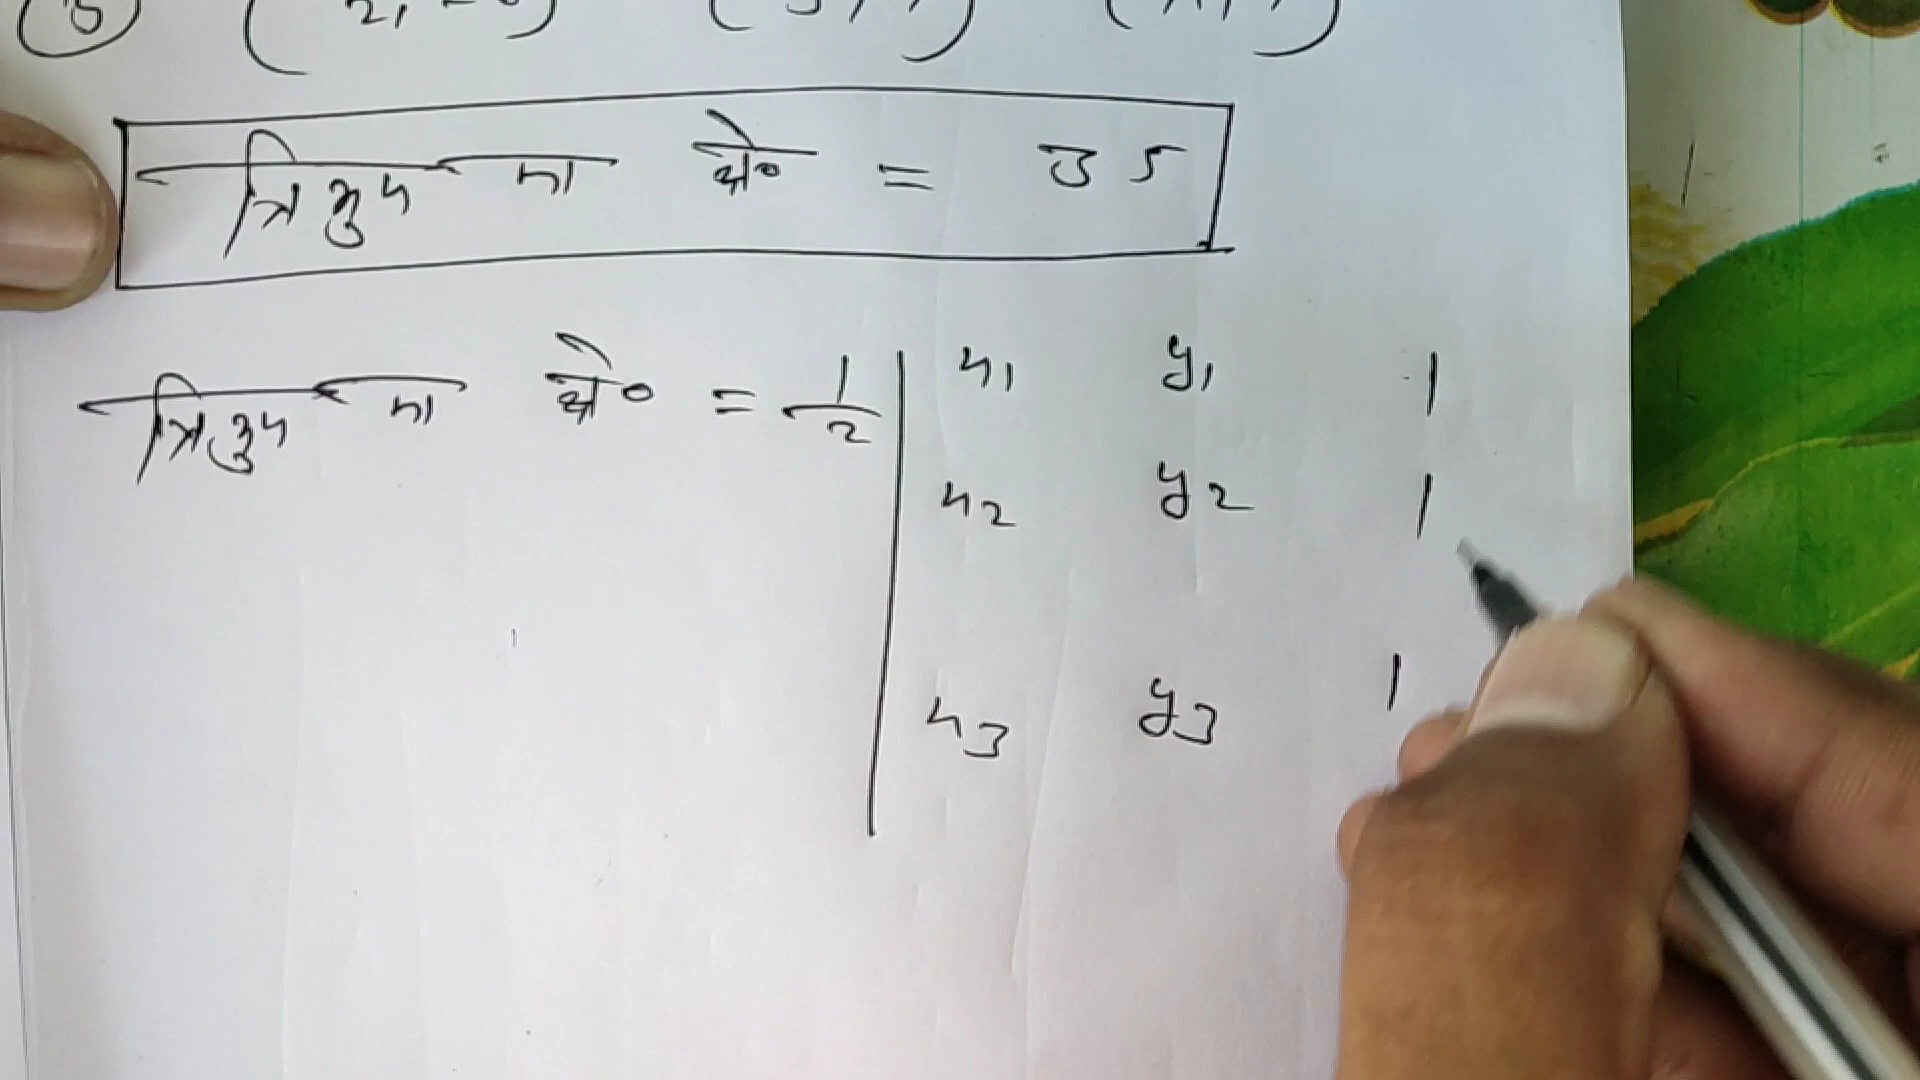 त्रिभुज का क्षे० = 35
त्रिभुज का क्षे० = 1/2 | x1 y1 1
x2 y2 1
x3 y3 1